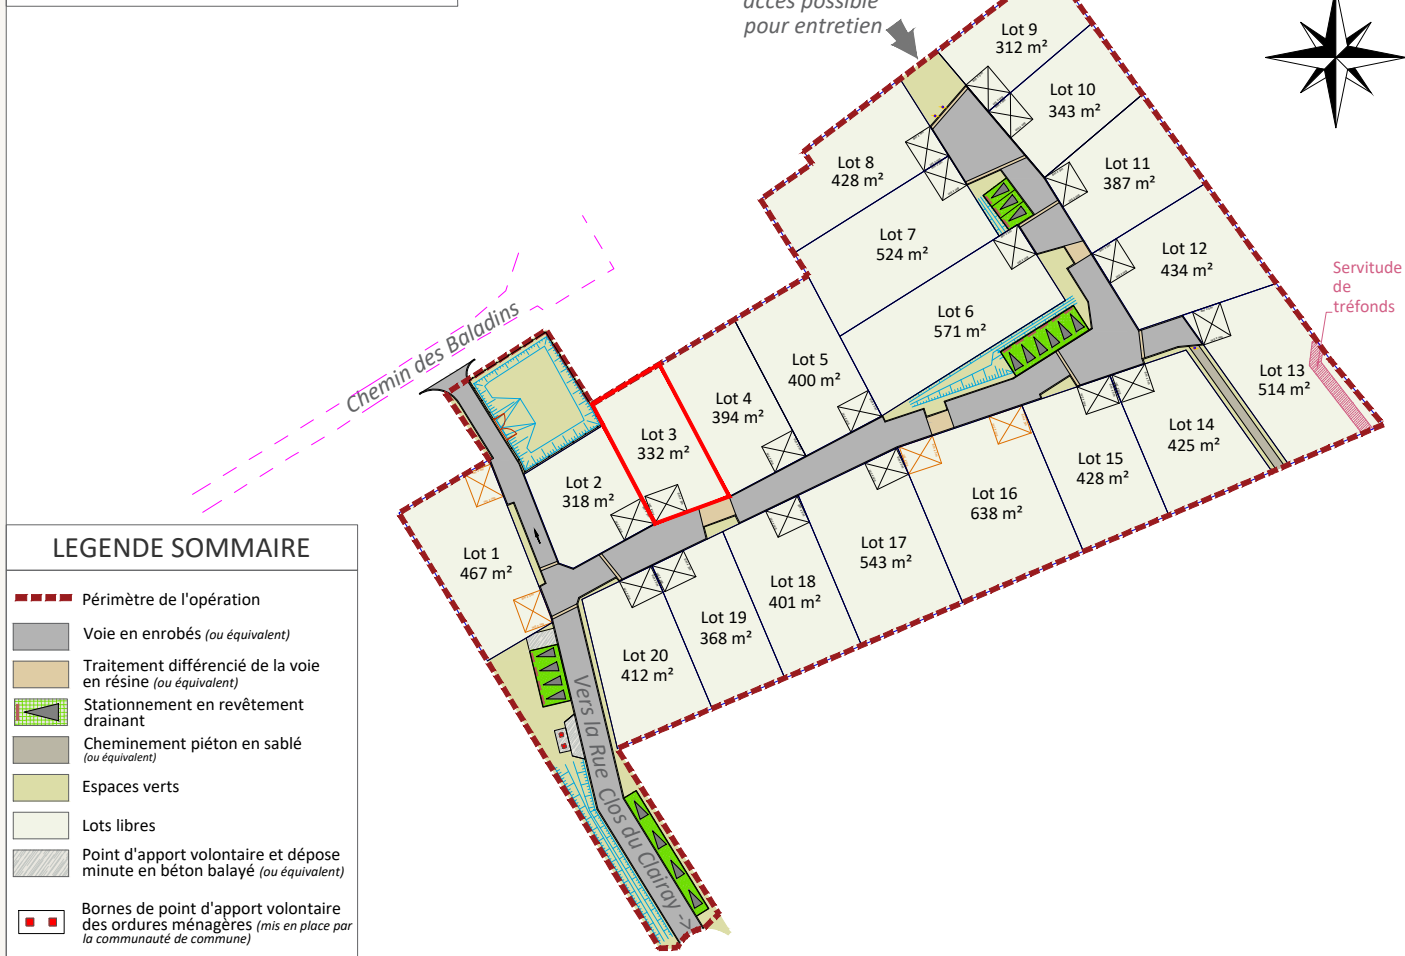 accès possible
pour entretien
Lot 9
312 m²
Lot 10
343 m²
Lot 8
428 m²
Lot 11
387 m²
Lot 7
524 m²
Lot 12
434 m²
Servitude
de
tréfonds
Lot 6
571 m²
Chemin des Baladins
Lot 5
400 m²
Lot 13
514 m²
Lot 4
394 m²
Lot 3
332 m²
Lot 14
425 m²
Lot 15
428 m²
Lot 2
318 m²
Lot 16
638 m²
Lot 1
467 m²
Lot 17
543 m²
Lot 18
401 m²
Lot 19
368 m²
Lot 20
412 m²
Vers la Rue Clos du Clairay ->
LEGENDE SOMMAIRE
Périmètre de l'opération
Voie en enrobés (ou équivalent)
Traitement différencié de la voie
en résine (ou équivalent)
Stationnement en revêtement
drainant
Cheminement piéton en sablé
(ou équivalent)
Espaces verts
Lots libres
Point d'apport volontaire et dépose
minute en béton balayé (ou équivalent)
Bornes de point d'apport volontaire
des ordures ménagères (mis en place par
la communauté de commune)